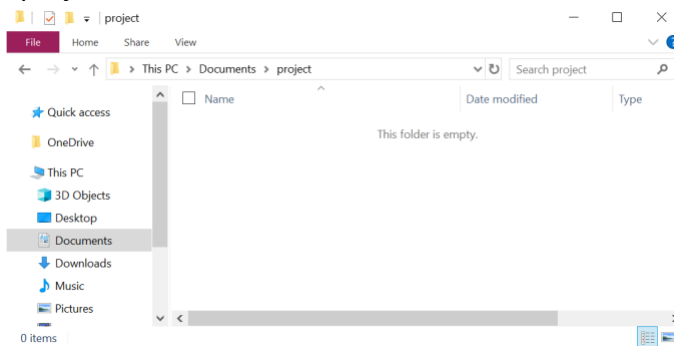 project
File Home Share View
This PC > Documents > project
Search project
Name Date modified Type
This folder is empty.
Quick access
OneDrive
This PC
3D Objects
Desktop
Documents
Downloads
Music
Pictures
0 items